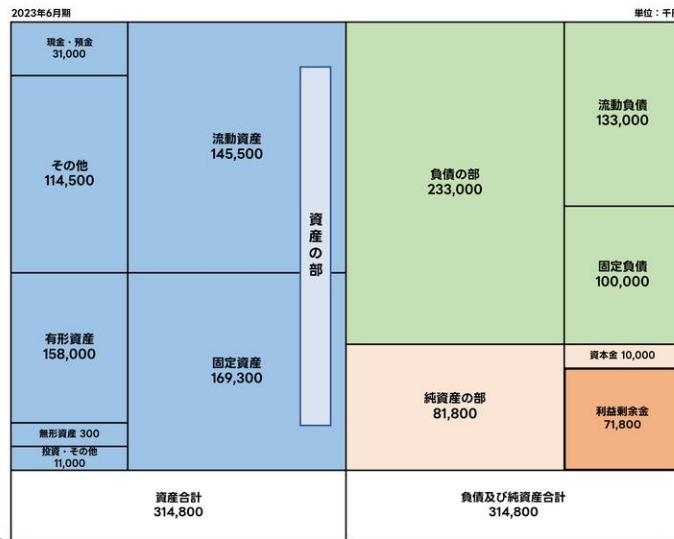 2023年6月期
単位：千円
現金・預金
31,000
その他
114,500
流動資産
145,500
資産の部
有形資産
158,000
無形資産 300
投資・その他
11,000
固定資産
169,300
負債の部
233,000
流動負債
133,000
固定負債
100,000
純資産の部
81,800
資本金 10,000
利益剰余金
71,800
資産合計
314,800
負債及び純資産合計
314,800